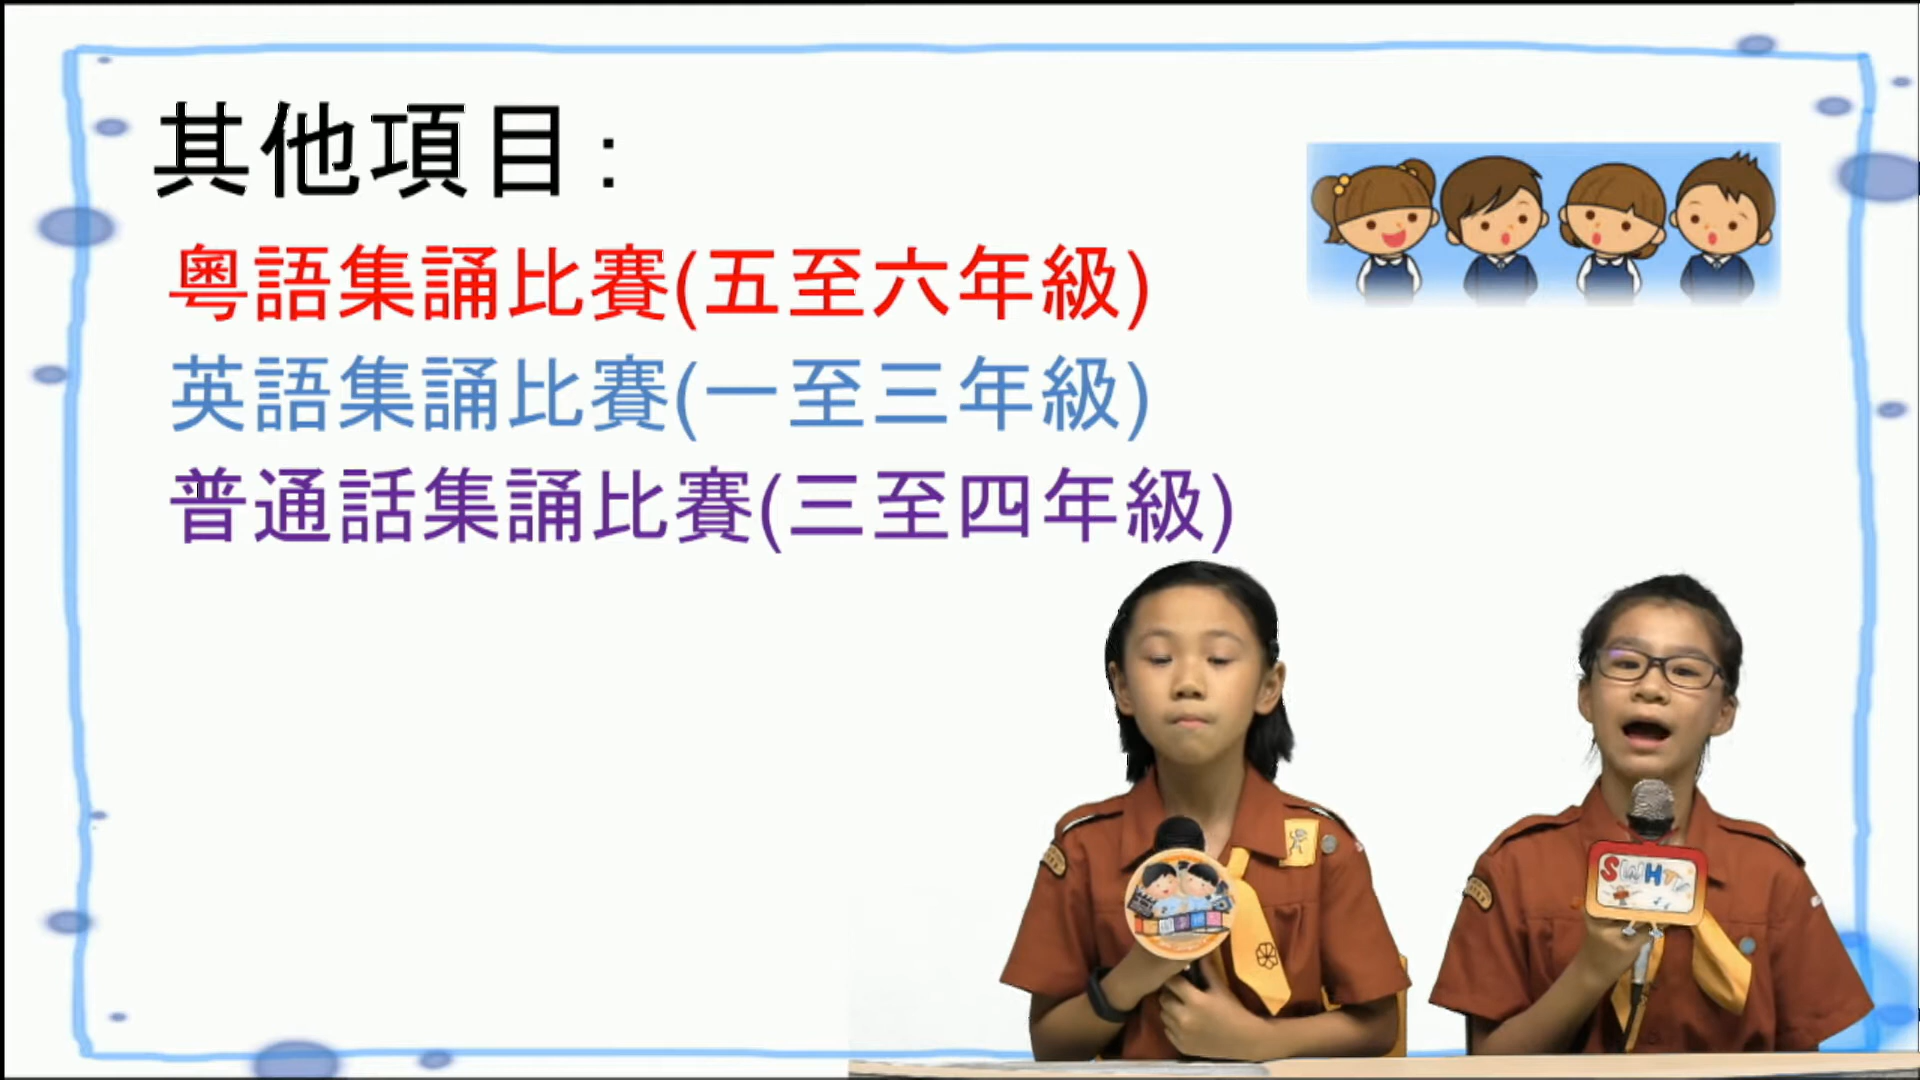 其他項目:
粵語集誦比賽(五至六年級)
英語集誦比賽(一至三年級)
普通話集誦比賽(三至四年級)
SWHTV